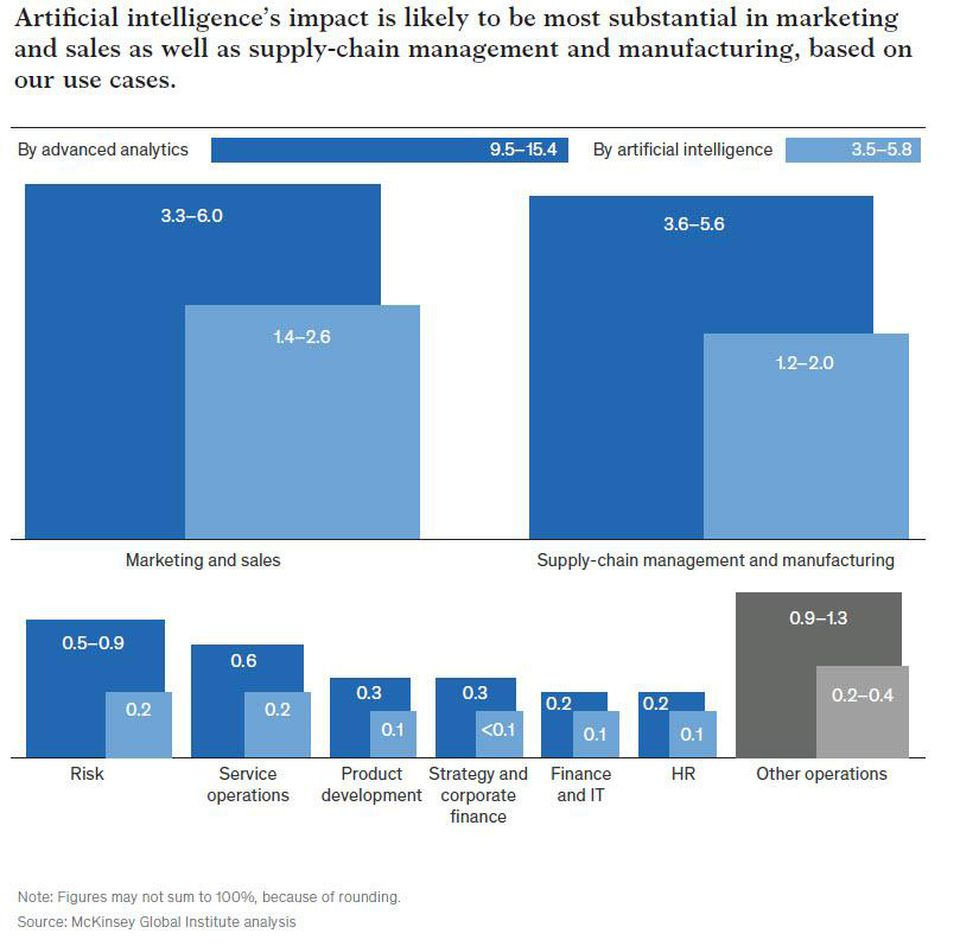 Artificial intelligence’s impact is likely to be most substantial in marketing
and sales as well as supply-chain management and manufacturing, based on
our use cases.
By advanced analytics 9.5–15.4 By artificial intelligence 3.5–5.8
3.3–6.0
1.4–2.6
3.6–5.6
1.2–2.0
Marketing and sales
Supply-chain management and manufacturing
0.5–0.9
0.2
Risk
0.6
0.2
Service
operations
0.3
0.1
Product
development
0.3
<0.1
Strategy and
corporate
finance
0.2
0.1
Finance
and IT
0.2
0.1
HR
0.9–1.3
0.2–0.4
Other operations
Note: Figures may not sum to 100%, because of rounding.
Source: McKinsey Global Institute analysis